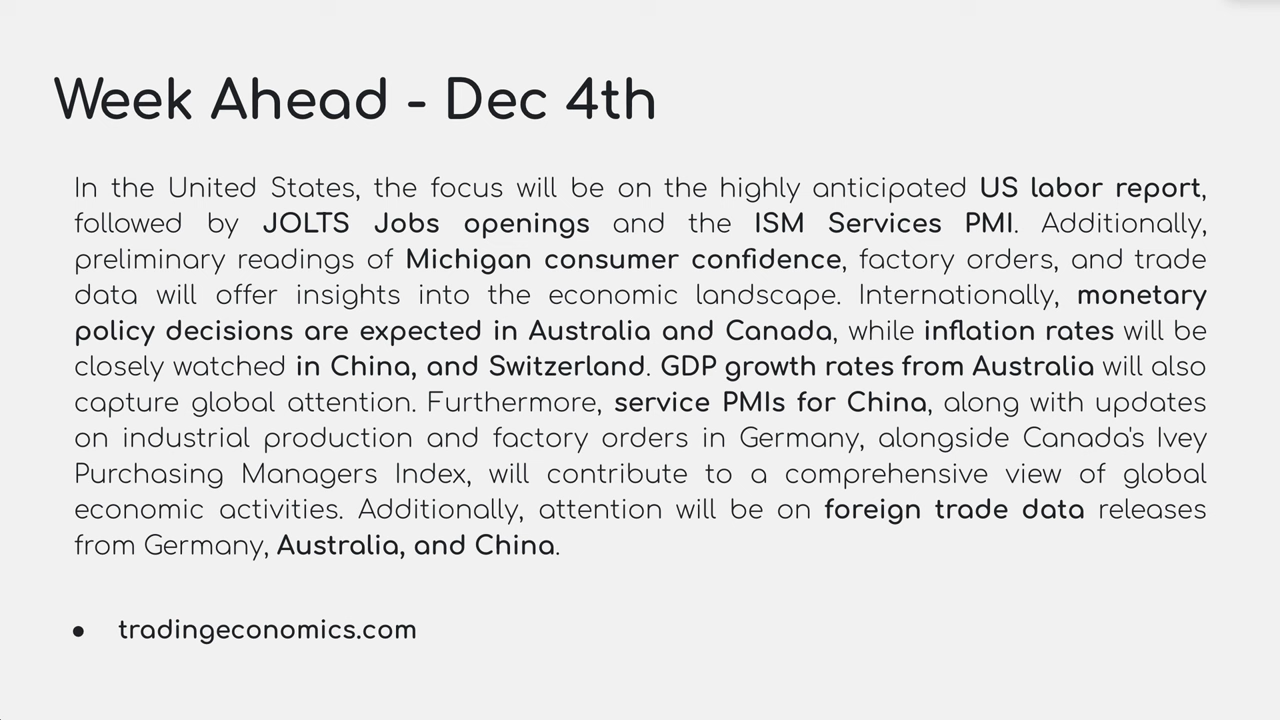 Week Ahead - Dec 4th
In the United States, the focus will be on the highly anticipated US labor report,
followed by JOLTS Jobs openings and the ISM Services PMI. Additionally,
preliminary readings of Michigan consumer confidence, factory orders, and trade
data will offer insights into the economic landscape. Internationally, monetary
policy decisions are expected in Australia and Canada, while inflation rates will be
closely watched in China, and Switzerland. GDP growth rates from Australia will also
capture global attention. Furthermore, service PMIs for China, along with updates
on industrial production and factory orders in Germany, alongside Canada's Ivey
Purchasing Managers Index, will contribute to a comprehensive view of global
economic activities. Additionally, attention will be on foreign trade data releases
from Germany, Australia, and China.
● tradingeconomics.com